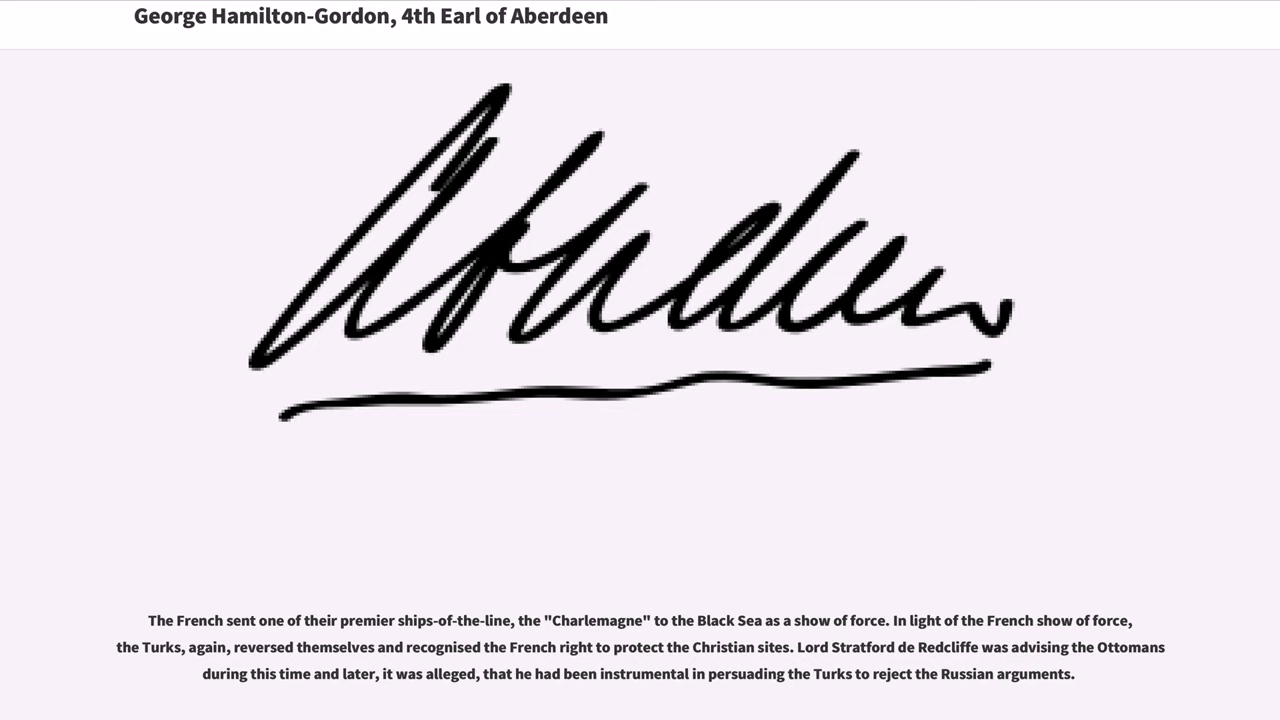 George Hamilton-Gordon, 4th Earl of Aberdeen
Aberdeen
The French sent one of their premier ships-of-the-line, the "Charlemagne" to the Black Sea as a show of force. In light of the French show of force,
the Turks, again, reversed themselves and recognised the French right to protect the Christian sites. Lord Stratford de Redcliffe was advising the Ottomans
during this time and later, it was alleged, that he had been instrumental in persuading the Turks to reject the Russian arguments.